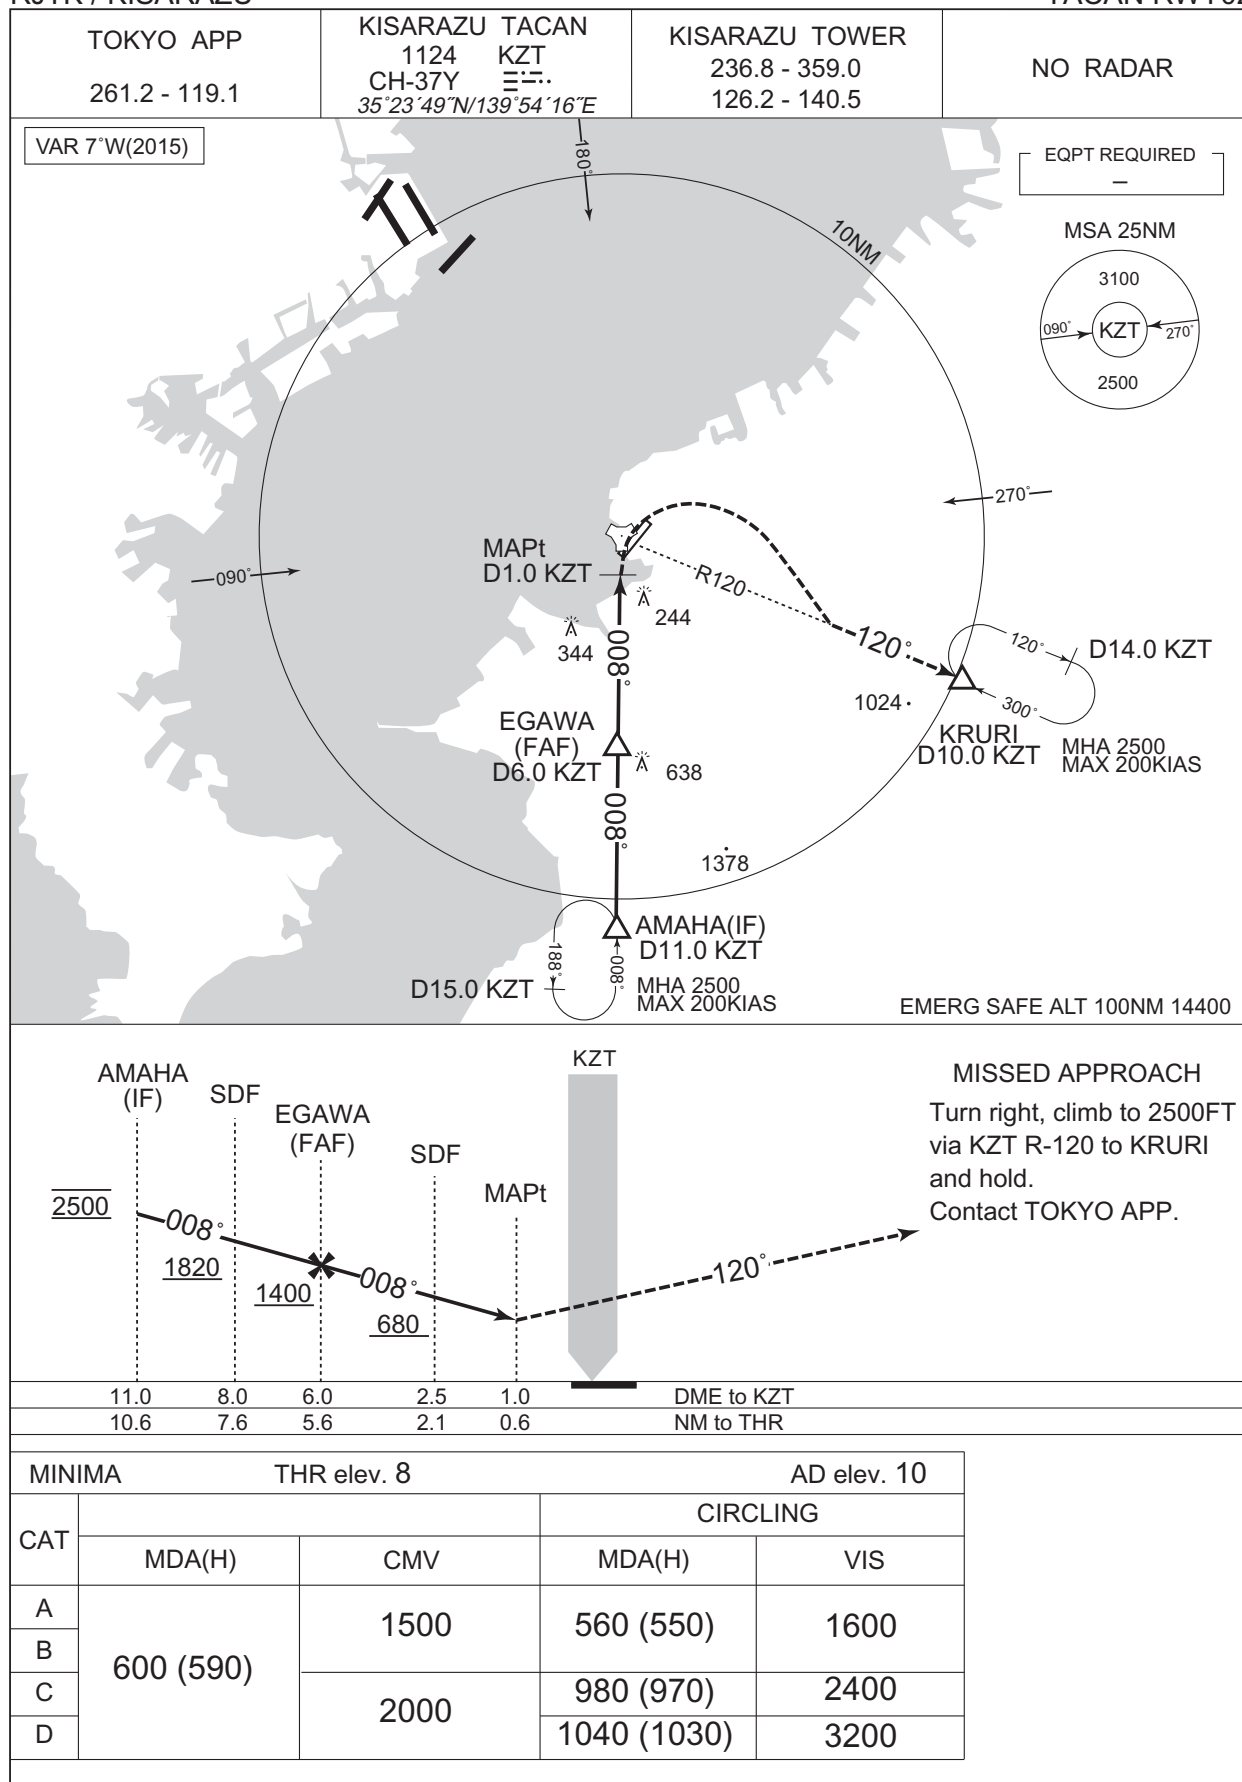 TOKYO APP
261.2 - 119.1
KISARAZU TACAN
1124 KZT
CH-37Y
35°23´49˝N/139°54´16˝E
KISARAZU TOWER
236.8 - 359.0
126.2 - 140.5
NO RADAR
VAR 7°W(2015)
180°
EQPT REQUIRED
–
MSA 25NM
3100
090°
KZT
270°
2500
10NM
270°
090°
MAPt
D1.0 KZT
R120
244
344
008°
120°
120°
D14.0 KZT
300°
1024
KRURI
D10.0 KZT
MHA 2500
MAX 200KIAS
EGAWA
(FAF)
D6.0 KZT
638
008°
1378
AMAHA(IF)
D11.0 KZT
188°
008°
D15.0 KZT
MHA 2500
MAX 200KIAS
EMERG SAFE ALT 100NM 14400
AMAHA
(IF)
SDF
EGAWA
(FAF)
SDF
MAPt
KZT
2500
008°
1820
1400
008°
680
120°
MISSED APPROACH
Turn right, climb to 2500FT
via KZT R-120 to KRURI
and hold.
Contact TOKYO APP.
11.0 8.0 6.0 2.5 1.0 DME to KZT
10.6 7.6 5.6 2.1 0.6 NM to THR
MINIMA THR elev. 8 AD elev. 10
CAT CIRCLING
MDA(H) CMV MDA(H) VIS
A
B
C
D
600 (590)
1500
2000
560 (550) 1600
980 (970) 2400
1040 (1030) 3200